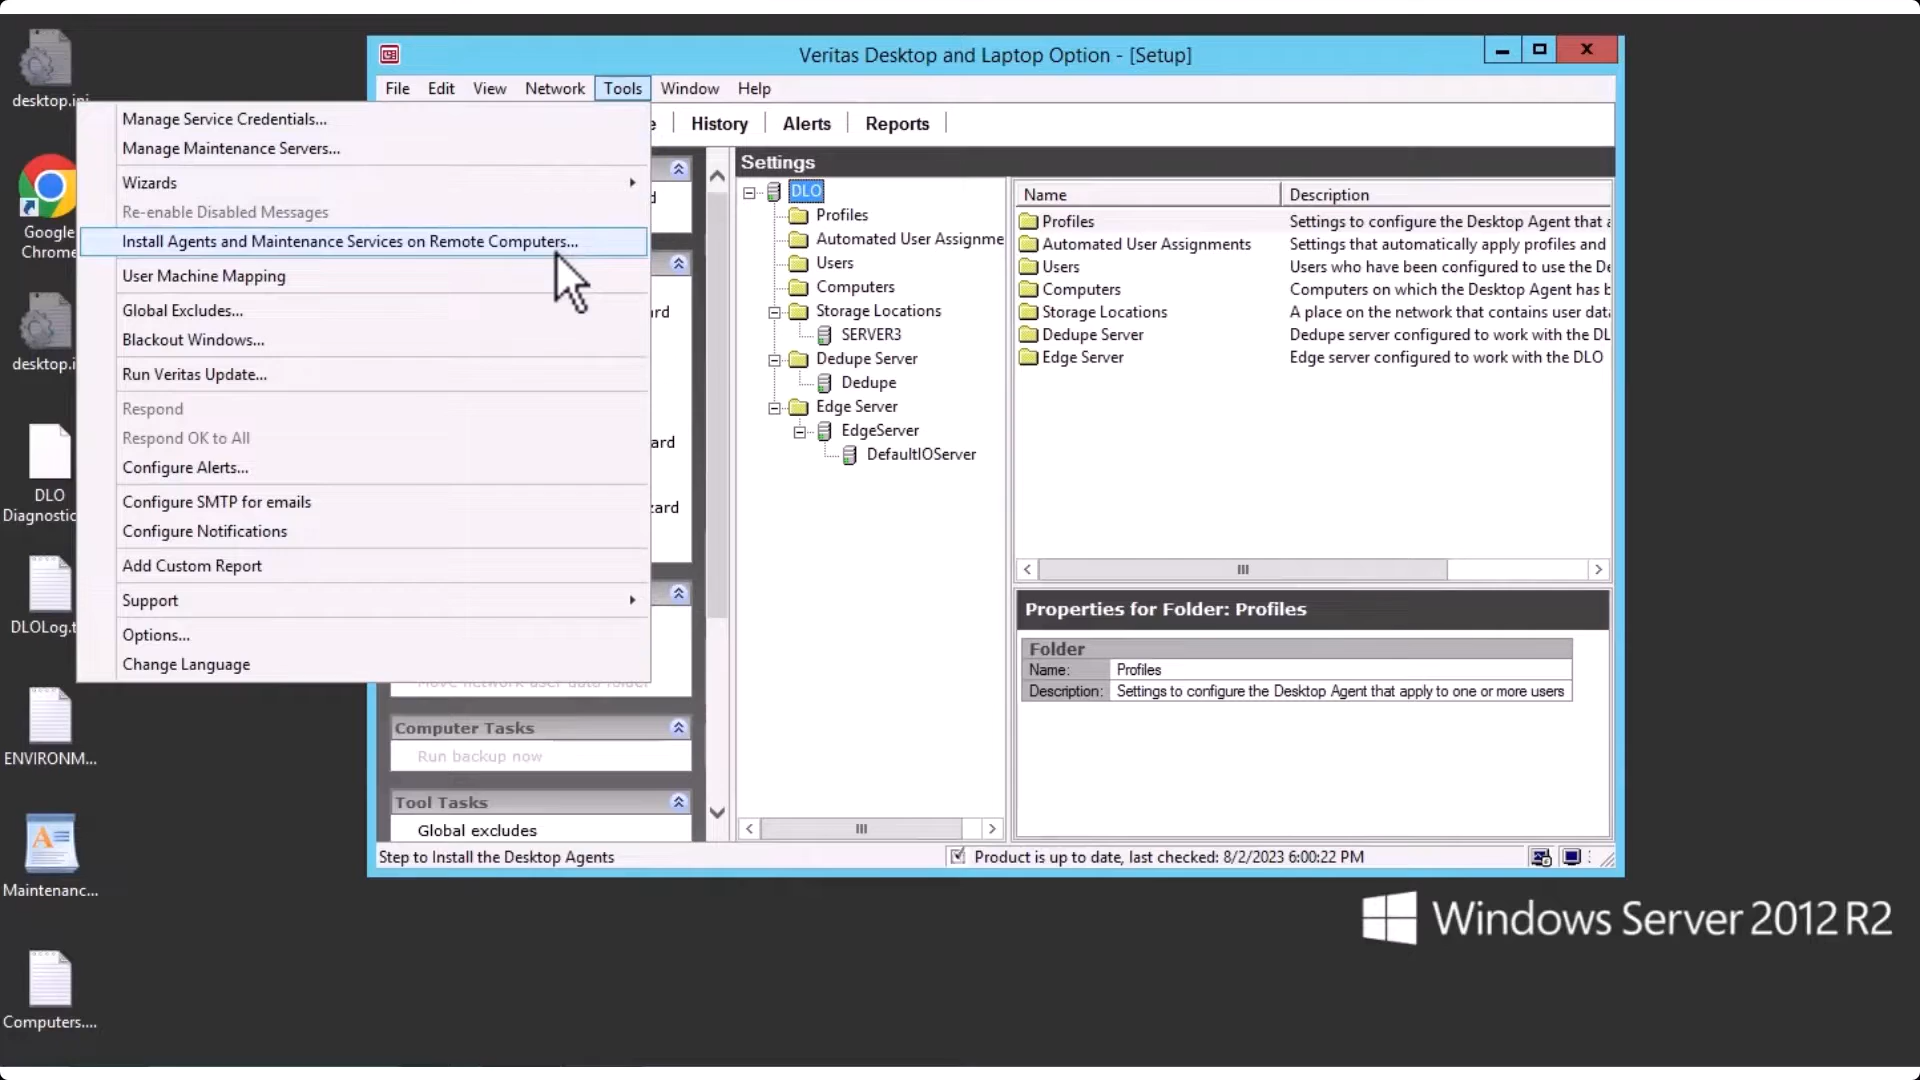 Veritas Desktop and Laptop Option - [Setup]
File Edit View Network Tools Window Help
History Alerts Reports
desktop.ini
Google
Chrome
desktop.i
DLO
Diagnostic
DLOLog.t
ENVIRONM...
Maintenanc...
Computers....
Manage Service Credentials...
Manage Maintenance Servers...
Wizards
Re-enable Disabled Messages
Install Agents and Maintenance Services on Remote Computers...
User Machine Mapping
Global Excludes...
Blackout Windows...
Run Veritas Update...
Respond
Respond OK to All
Configure Alerts...
Configure SMTP for emails
Configure Notifications
Add Custom Report
Support
Options...
Change Language
Move network user data folder
Computer Tasks
Run backup now
Tool Tasks
Global excludes
Settings
DLO
Profiles
Automated User Assignme
Users
Computers
Storage Locations
SERVER3
Dedupe Server
Dedupe
Edge Server
EdgeServer
DefaultIOServer
Name Description
Profiles Settings to configure the Desktop Agent that a
Automated User Assignments Settings that automatically apply profiles and
Users Users who have been configured to use the De
Computers Computers on which the Desktop Agent has b
Storage Locations A place on the network that contains user data
Dedupe Server Dedupe server configured to work with the DL
Edge Server Edge server configured to work with the DLO
Properties for Folder: Profiles
Folder
Name: Profiles
Description: Settings to configure the Desktop Agent that apply to one or more users
Step to Install the Desktop Agents
Product is up to date, last checked: 8/2/2023 6:00:22 PM
Windows Server 2012 R2